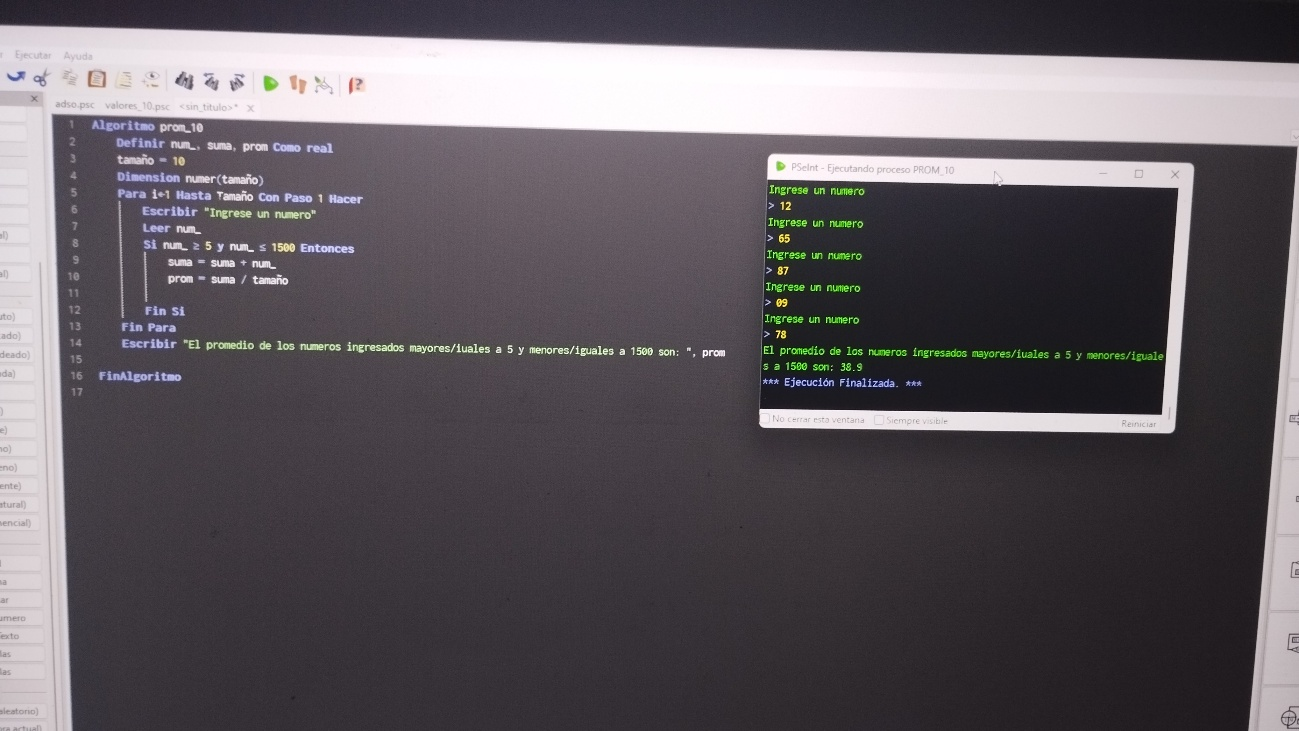 Ejecutar Ayuda
adso.psc valores_10.psc <sin_titulo>*
1 Algoritmo prom_10
2 Definir num_, suma, prom Como real
3 tamaño = 10
4 Dimension numer(tamaño)
5 Para i←1 Hasta Tamaño Con Paso 1 Hacer
6 Escribir "Ingrese un numero"
7 Leer num_
8 Si num_ ≥ 5 y num_ ≤ 1500 Entonces
9 suma = suma + num_
10 prom = suma / tamaño
11
12 Fin Si
13 Fin Para
14 Escribir "El promedio de los numeros ingresados mayores/iuales a 5 y menores/iguales a 1500 son: ", prom
15
16 FinAlgoritmo
17
PSeInt - Ejecutando proceso PROM_10
Ingrese un numero
> 12
Ingrese un numero
> 65
Ingrese un numero
> 87
Ingrese un numero
> 09
Ingrese un numero
> 78
El promedio de los numeros ingresados mayores/iuales a 5 y menores/iguale
s a 1500 son: 38.9
*** Ejecución Finalizada. ***
No cerrar esta ventana Siempre visible Reiniciar